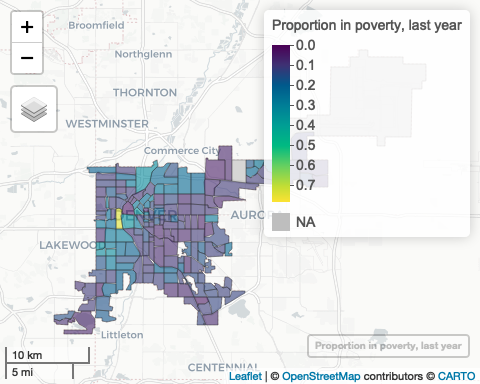 +
−
Broomfield
Northglenn
THORNTON
WESTMINSTER
Commerce City
DENVER
AURORA
LAKEWOOD
Littleton
CENTENNIAL
Proportion in poverty, last year
0.0
0.1
0.2
0.3
0.4
0.5
0.6
0.7
NA
Proportion in poverty, last year
10 km
5 mi
Leaflet | © OpenStreetMap contributors © CARTO